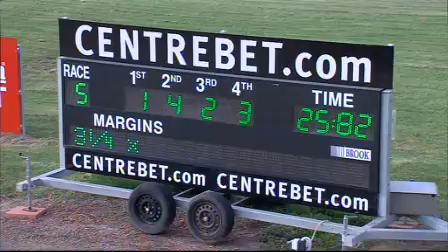 CENTREBET.com
RACE 1ST 2ND 3RD 4TH TIME
5 1 4 2 3 25:82
MARGINS
3 1/4 X
BROOK
CENTREBET.com CENTREBET.com